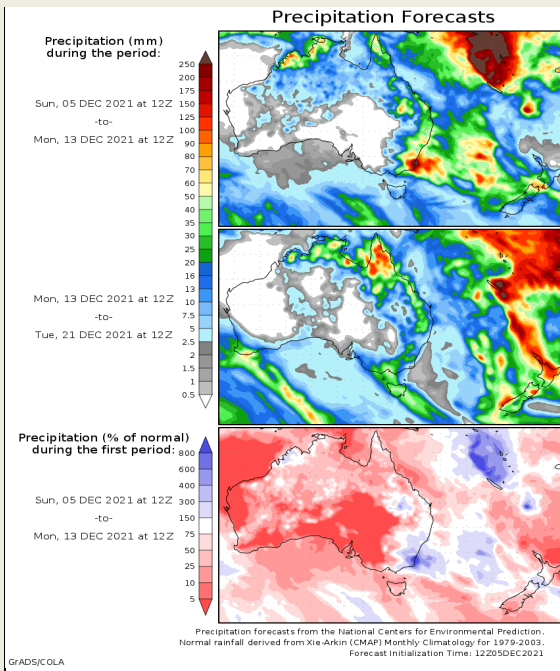 Precipitation Forecasts
Precipitation (mm)
during the period:
Sun, 05 DEC 2021 at 12Z
-to-
Mon, 13 DEC 2021 at 12Z
250
200
175
150
125
100
90
80
70
60
50
40
35
30
25
20
16
13
10
7.5
5
2.5
2
1.5
1
0.5
Mon, 13 DEC 2021 at 12Z
-to-
Tue, 21 DEC 2021 at 12Z
Precipitation (% of normal)
during the first period:
Sun, 05 DEC 2021 at 12Z
-to-
Mon, 13 DEC 2021 at 12Z
800
600
400
300
150
75
50
25
10
5
Precipitation forecasts from the National Centers for Environmental Prediction.
Normal rainfall derived from Xie-Arkin (CMAP) Monthly Climatology for 1979-2003.
Forecast Initialization Time: 12Z05DEC2021
GrADS/COLA